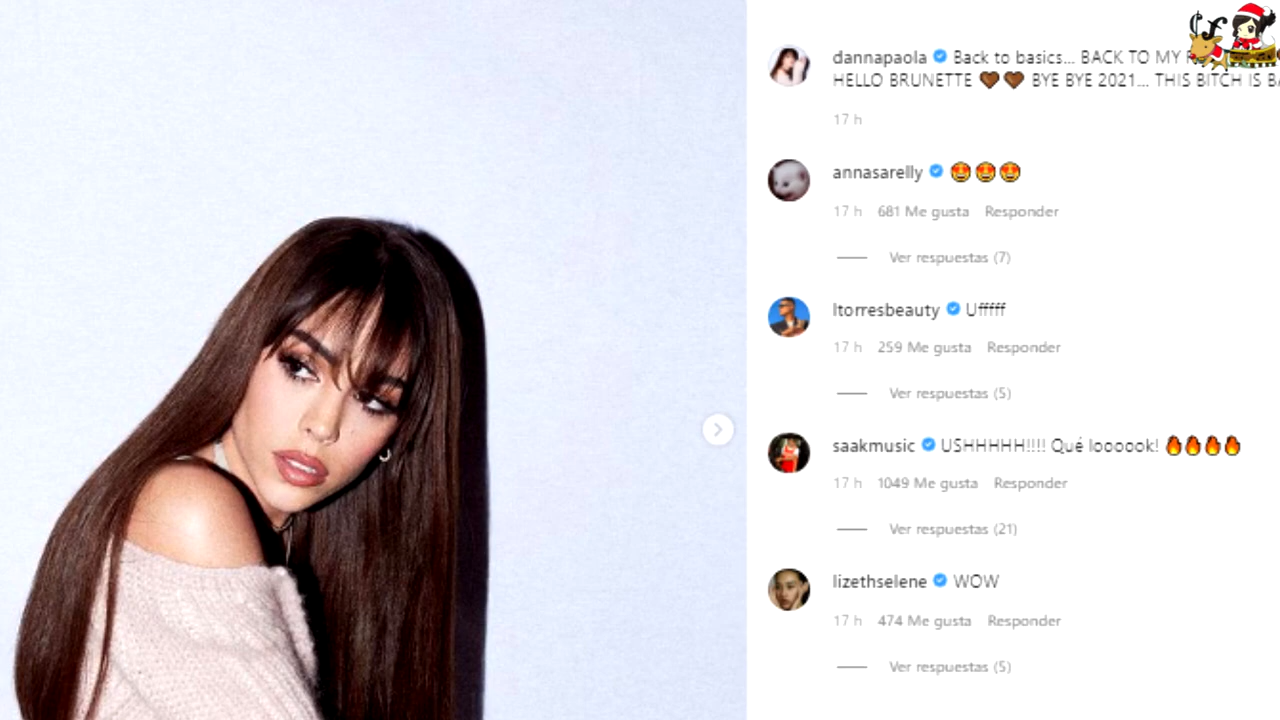 dannapaola Back to basics... BACK TO MY
HELLO BRUNETTE 🤎🤎 BYE BYE 2021... THIS BITCH IS
17 h
annasarelly 😍😍😍
17 h 681 Me gusta Responder
Ver respuestas (7)
ltorresbeauty Ufffff
17 h 259 Me gusta Responder
Ver respuestas (5)
saakmusic USHHHHH!!!! Qué loooook! 🔥🔥🔥🔥
17 h 1049 Me gusta Responder
Ver respuestas (21)
lizethselene WOW
17 h 474 Me gusta Responder
Ver respuestas (5)